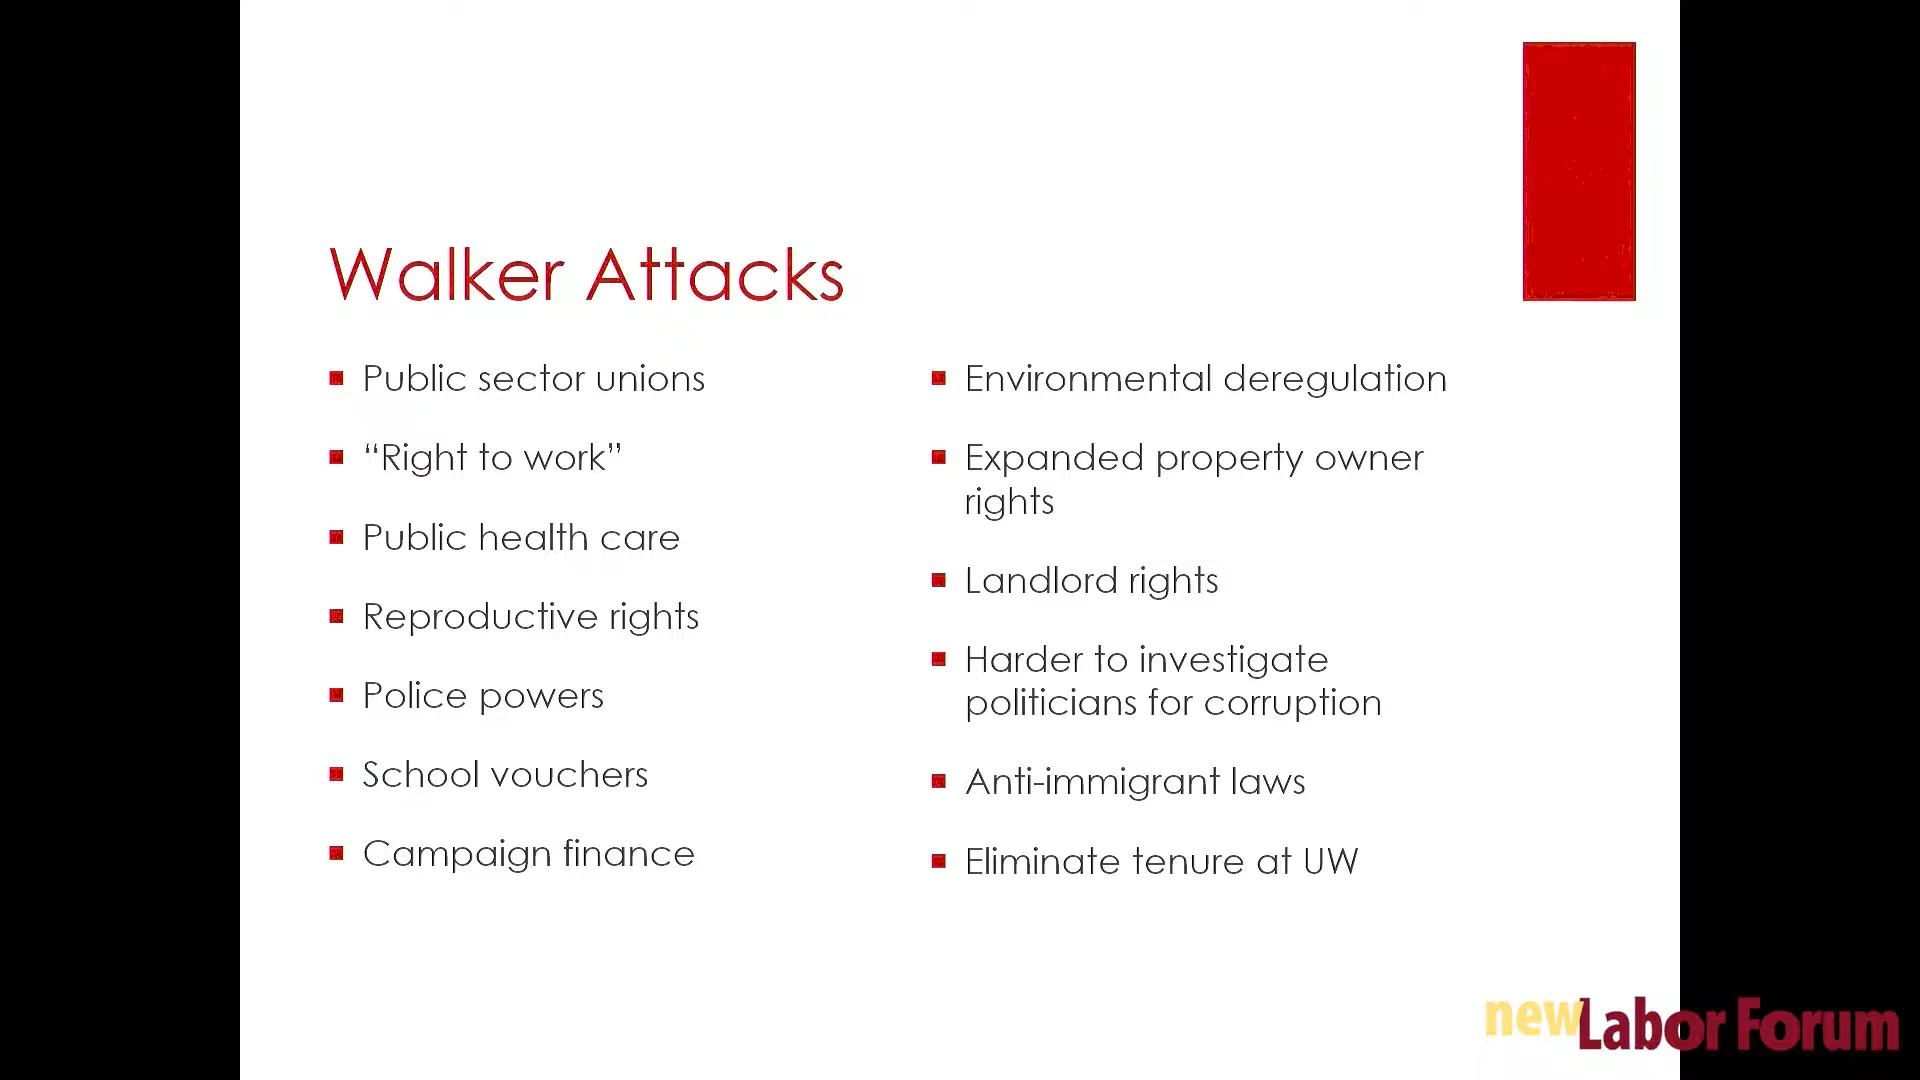 Walker Attacks
Public sector unions
“Right to work”
Public health care
Reproductive rights
Police powers
School vouchers
Campaign finance
Environmental deregulation
Expanded property owner
rights
Landlord rights
Harder to investigate
politicians for corruption
Anti-immigrant laws
Eliminate tenure at UW
new Labor Forum